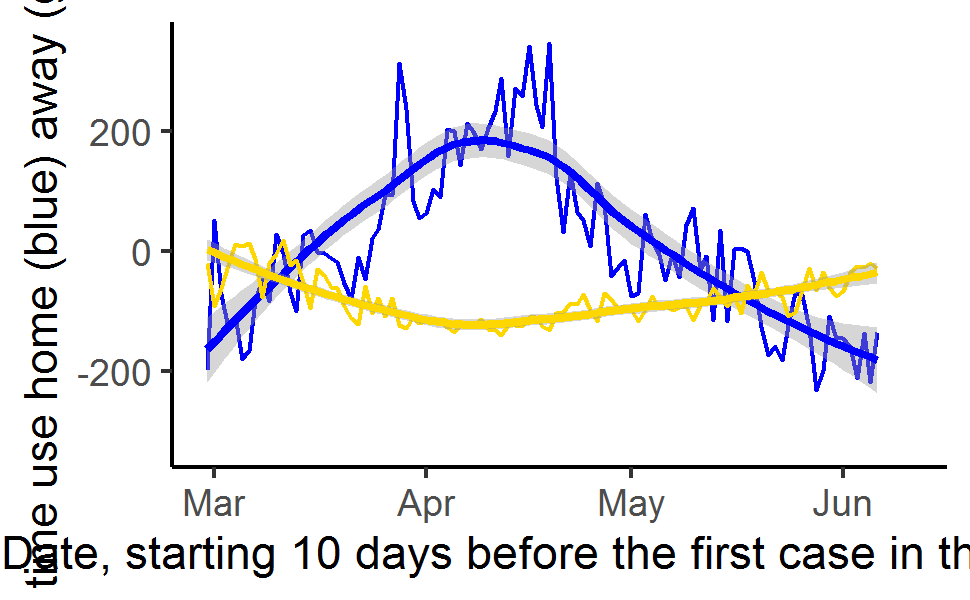 time use home (blue) away (
200
0
-200
Mar Apr May Jun
Date, starting 10 days before the first case in th